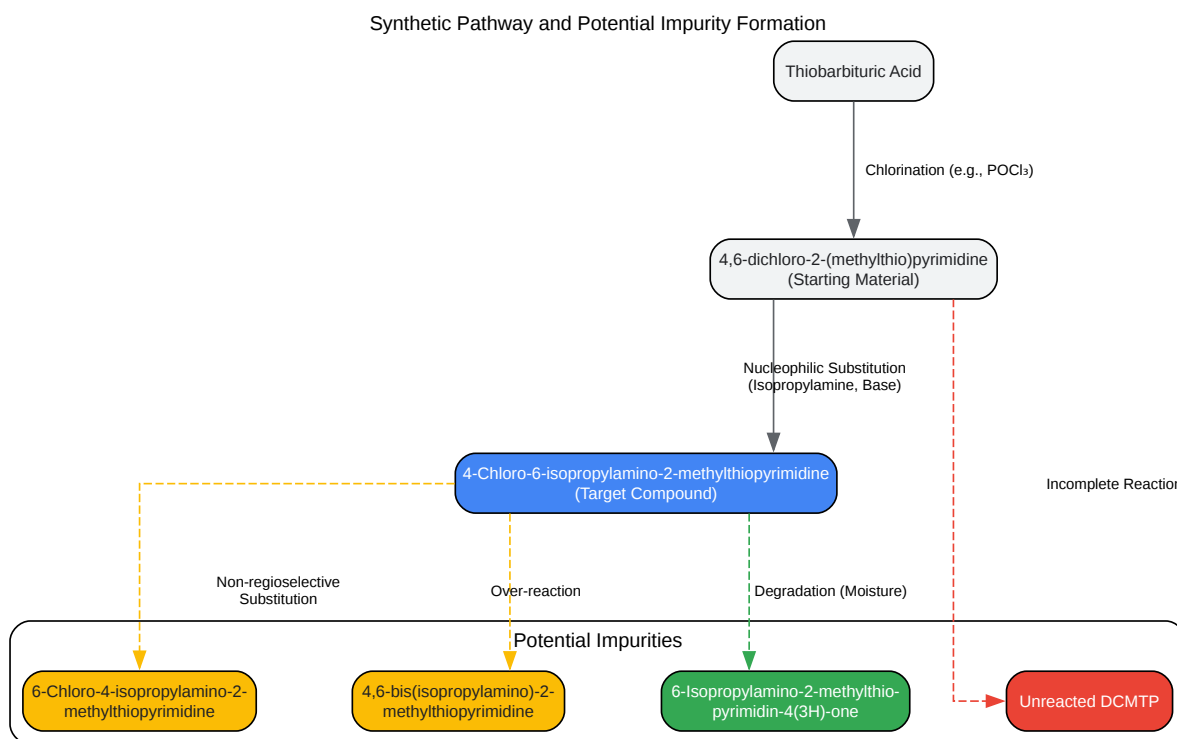 Synthetic Pathway and Potential Impurity Formation
Thiobarbituric Acid
Chlorination (e.g., POCl₃)
4,6-dichloro-2-(methylthio)pyrimidine
(Starting Material)
Nucleophilic Substitution
(Isopropylamine, Base)
4-Chloro-6-isopropylamino-2-methylthiopyrimidine
(Target Compound)
Incomplete Reaction
Non-regioselective
Substitution
Over-reaction
Degradation (Moisture)
Potential Impurities
6-Chloro-4-isopropylamino-2-
methylthiopyrimidine
4,6-bis(isopropylamino)-2-
methylthiopyrimidine
6-Isopropylamino-2-methylthio-
pyrimidin-4(3H)-one
Unreacted DCMTP